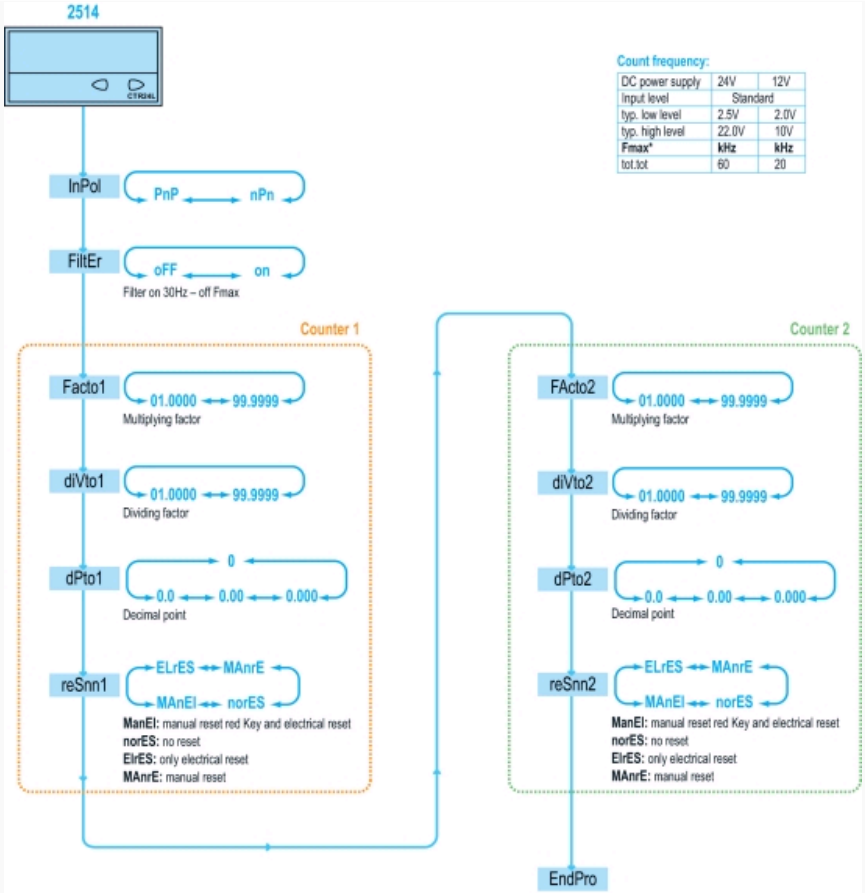 2514
CTR24L
Count frequency:
DC power supply 24V 12V
Input level Standard
typ. low level 2.5V 2.0V
typ. high level 22.0V 10V
Fmax* kHz kHz
tot.tot 60 20
InPol
PnP nPn
FiltEr
oFF on
Filter on 30Hz – off Fmax
Counter 1
Facto1
01.0000 99.9999
Multiplying factor
diVto1
01.0000 99.9999
Dividing factor
dPto1
0
0.0 0.00 0.000
Decimal point
reSnn1
ELrES MAnrE
MAnEl norES
ManEl: manual reset red Key and electrical reset
norES: no reset
ElrES: only electrical reset
MAnrE: manual reset
Counter 2
FActo2
01.0000 99.9999
Multiplying factor
diVto2
01.0000 99.9999
Dividing factor
dPto2
0
0.0 0.00 0.000
Decimal point
reSnn2
ELrES MAnrE
MAnEl norES
ManEl: manual reset red Key and electrical reset
norES: no reset
ElrES: only electrical reset
MAnrE: manual reset
EndPro